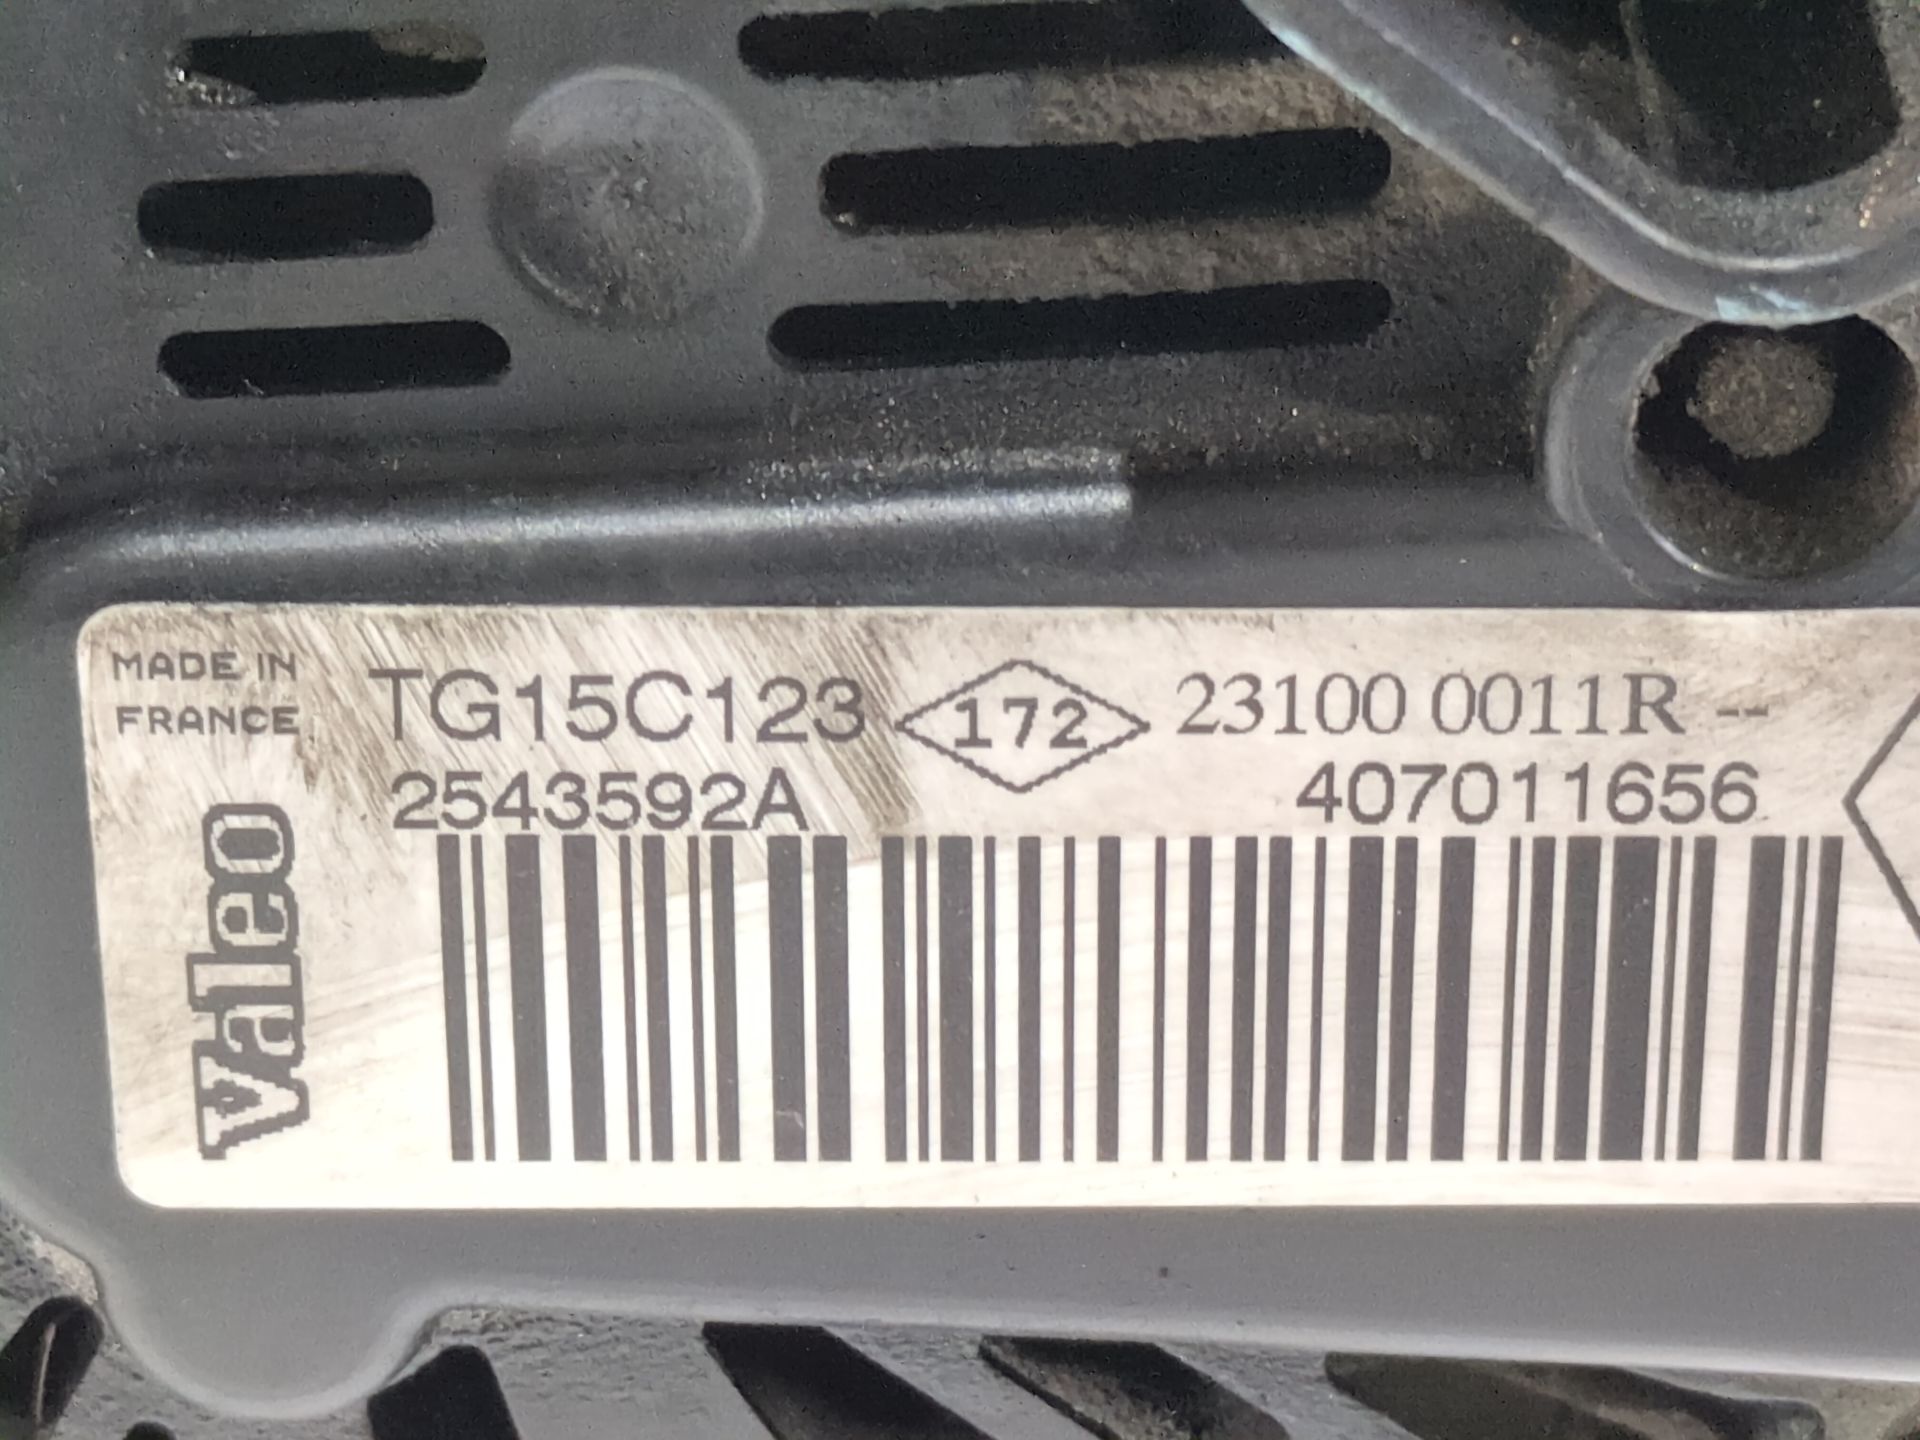 MADE IN
FRANCE
TG15C123
172
23100 0011R --
2543592A
407011656
Valeo